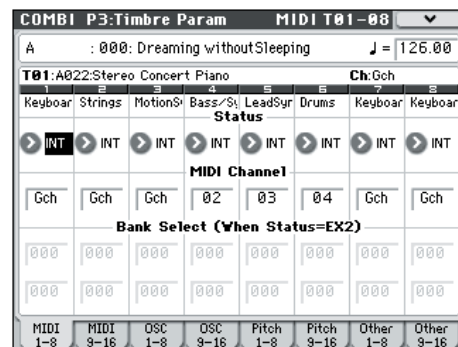 COMBI P3:Timbre Param MIDI T01-08
A : 000: Dreaming withoutSleeping ♩ = 126.00
T01:A022:Stereo Concert Piano Ch:Gch
1 2 3 4 5 6 7 8
Keyboar Strings MotionS Bass/Sy LeadSyr Drums Keyboar Keyboar
Status
INT INT INT INT INT INT INT INT
MIDI Channel
Gch Gch Gch 02 03 04 Gch Gch
Bank Select (When Status=EX2)
000 000 000 000 000 000 000 000
000 000 000 000 000 000 000 000
MIDI 1-8 MIDI 9-16 OSC 1-8 OSC 9-16 Pitch 1-8 Pitch 9-16 Other 1-8 Other 9-16